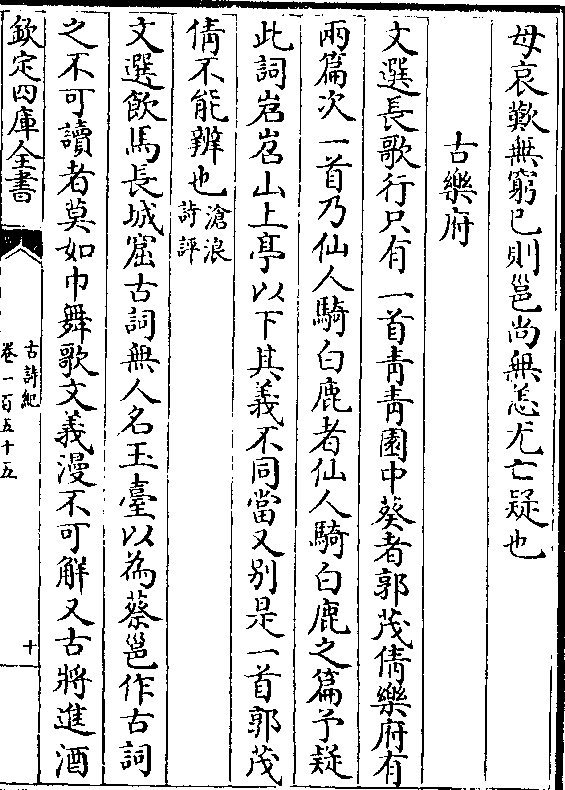 母哀歎無窮已則邕尚無恙尤亡疑也
古樂府
文選長歌行只有一首靑靑園中葵者郭茂倩樂府有
兩篇次一首乃仙人騎白鹿者仙人騎白鹿之篇予疑
此詞岧岧山上亭以下其義不同當又别是一首郭茂
倩不能辨也滄浪詩評
文選飲馬長城窟古詞無人名玉臺以為蔡邕作古詞
之不可讀者莫如巾舞歌文義漫不可解又古將進酒
欽定四庫全書
古詩紀
卷一百五十五
十